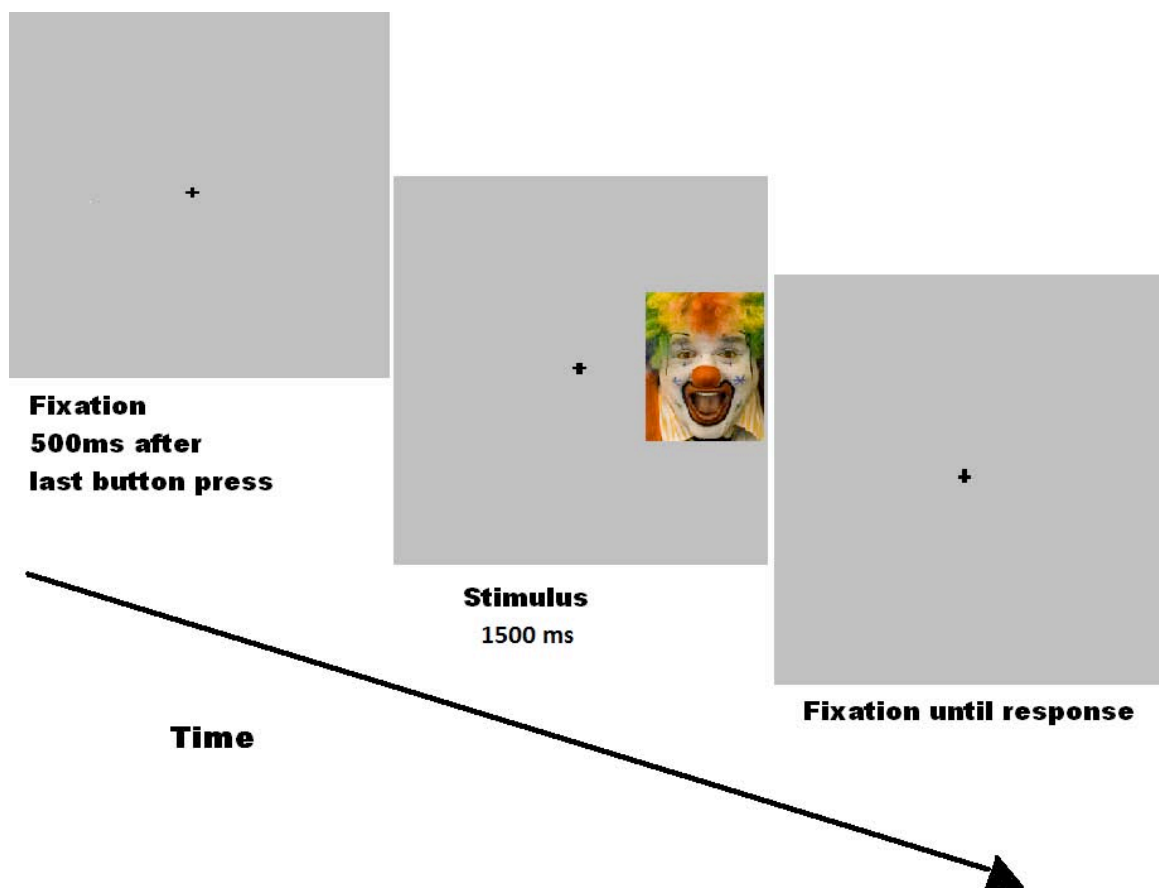 Fixation
500ms after
last button press
Stimulus
1500 ms
Fixation until response
Time